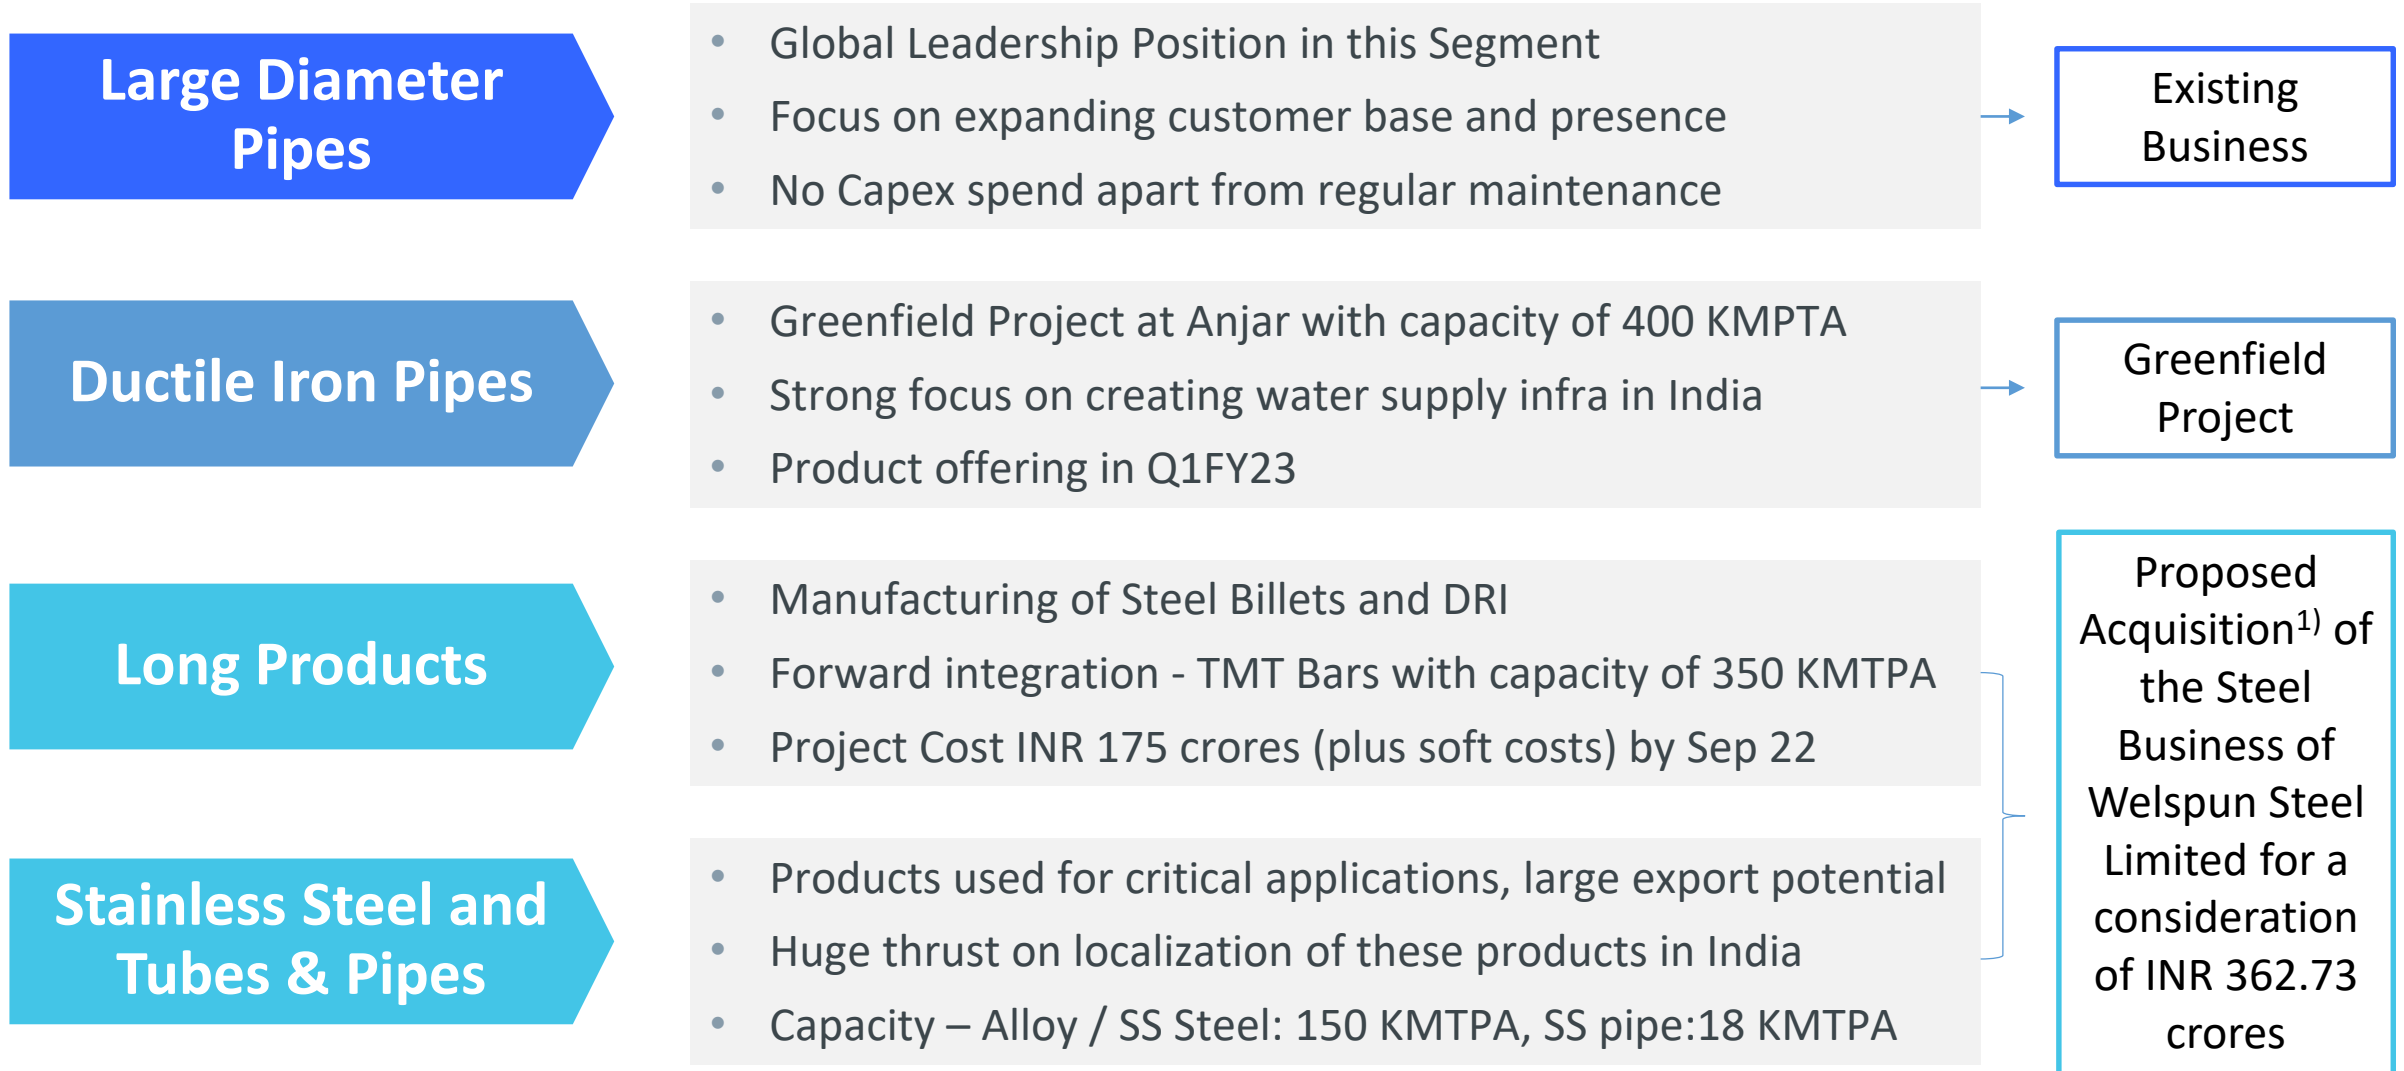 Large Diameter
Pipes
• Global Leadership Position in this Segment
• Focus on expanding customer base and presence
• No Capex spend apart from regular maintenance
Existing
Business
Ductile Iron Pipes
• Greenfield Project at Anjar with capacity of 400 KMPTA
• Strong focus on creating water supply infra in India
• Product offering in Q1FY23
Greenfield
Project
Long Products
• Manufacturing of Steel Billets and DRI
• Forward integration - TMT Bars with capacity of 350 KMTPA
• Project Cost INR 175 crores (plus soft costs) by Sep 22
Stainless Steel and
Tubes & Pipes
• Products used for critical applications, large export potential
• Huge thrust on localization of these products in India
• Capacity – Alloy / SS Steel: 150 KMTPA, SS pipe:18 KMTPA
Proposed
Acquisition1) of
the Steel
Business of
Welspun Steel
Limited for a
consideration
of INR 362.73
crores